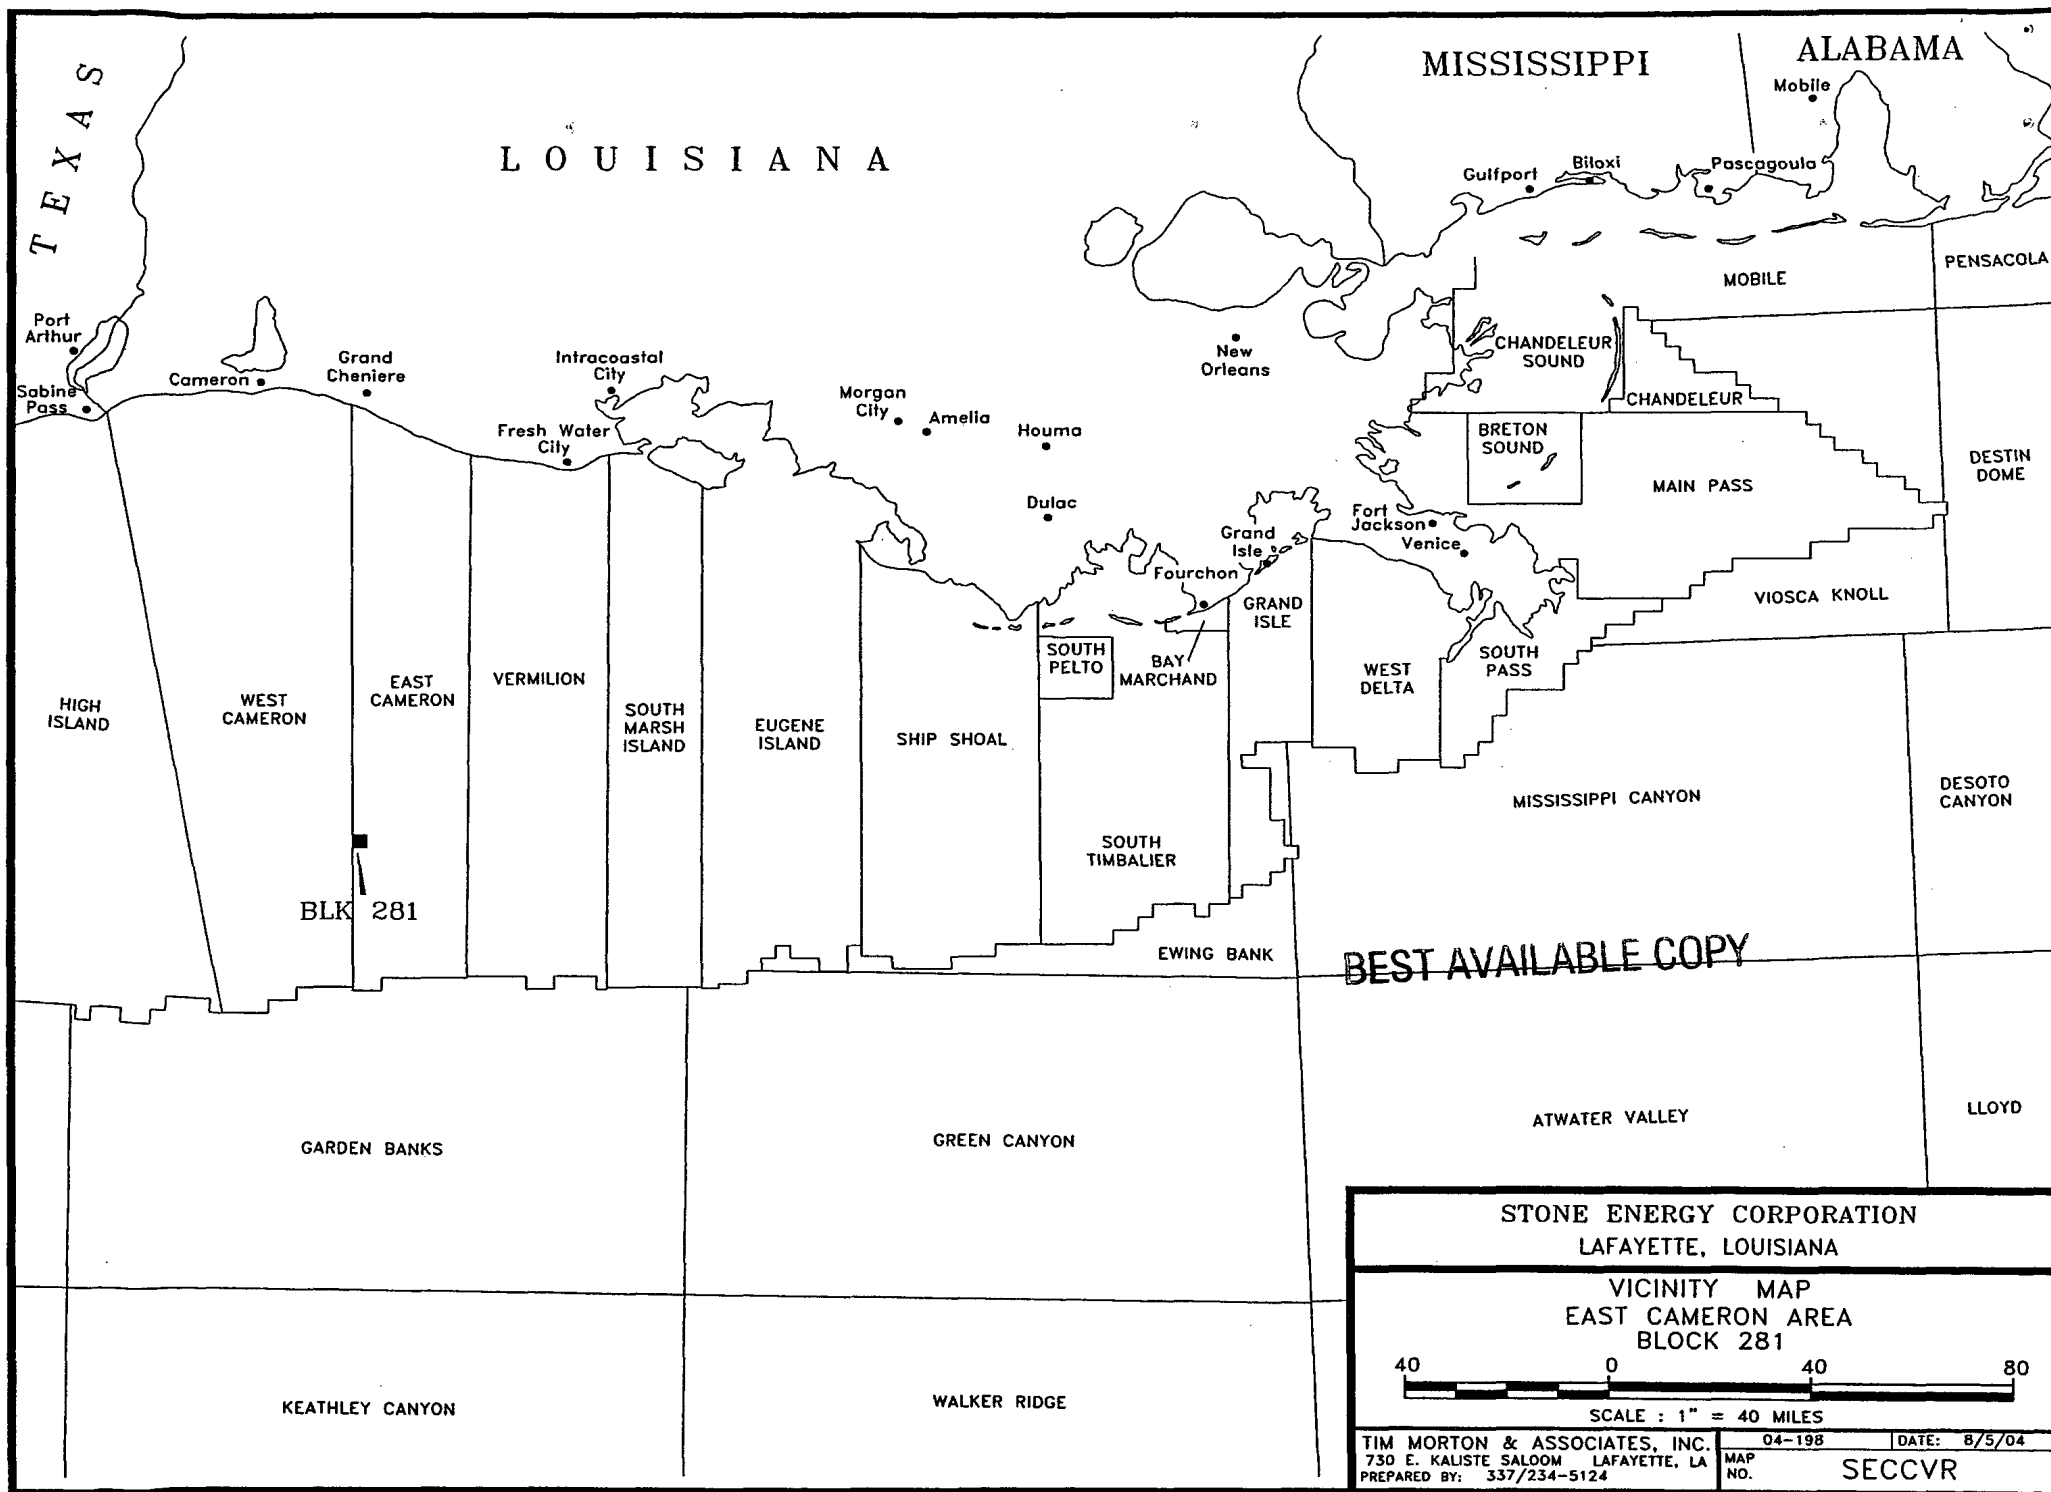 MISSISSIPPI
ALABAMA
TEXAS
LOUISIANA
Mobile
Gulfport
Biloxi
Pascagoula
PENSACOLA
MOBILE
Port
Arthur
Sabine
Pass
Cameron
Grand
Cheniere
Intracoastal
City
Fresh Water
City
Morgan
City
Amelia
Houma
Dulac
New
Orleans
CHANDELEUR
SOUND
CHANDELEUR
BRETON
SOUND
MAIN PASS
DESTIN
DOME
Fort
Jackson
Venice
Grand
Isle
Fourchon
GRAND
ISLE
VIOSCA KNOLL
HIGH
ISLAND
WEST
CAMERON
EAST
CAMERON
VERMILION
SOUTH
MARSH
ISLAND
EUGENE
ISLAND
SHIP SHOAL
SOUTH
PELTO
BAY
MARCHAND
WEST
DELTA
SOUTH
PASS
SOUTH
TIMBALIER
MISSISSIPPI CANYON
DESOTO
CANYON
BLK 281
EWING BANK
BEST AVAILABLE COPY
GARDEN BANKS
GREEN CANYON
ATWATER VALLEY
LLOYD
KEATHLEY CANYON
WALKER RIDGE
STONE ENERGY CORPORATION
LAFAYETTE, LOUISIANA
VICINITY MAP
EAST CAMERON AREA
BLOCK 281
40 0 40 80
SCALE : 1" = 40 MILES
TIM MORTON & ASSOCIATES, INC.
730 E. KALISTE SALOOM LAFAYETTE, LA
PREPARED BY: 337/234-5124
04-198 DATE: 8/5/04
MAP
NO. SECCVR